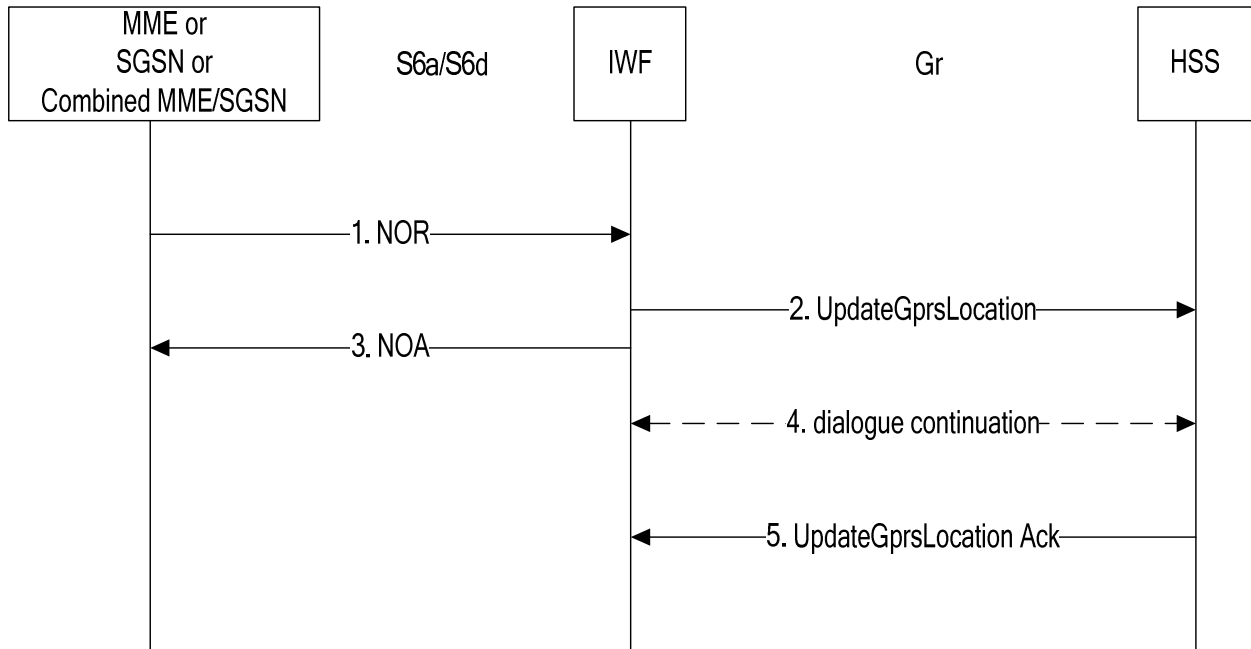 MME or
SGSN or
Combined MME/SGSN
S6a/S6d
IWF
Gr
HSS
1. NOR
2. UpdateGprsLocation
3. NOA
4. dialogue continuation
5. UpdateGprsLocation Ack